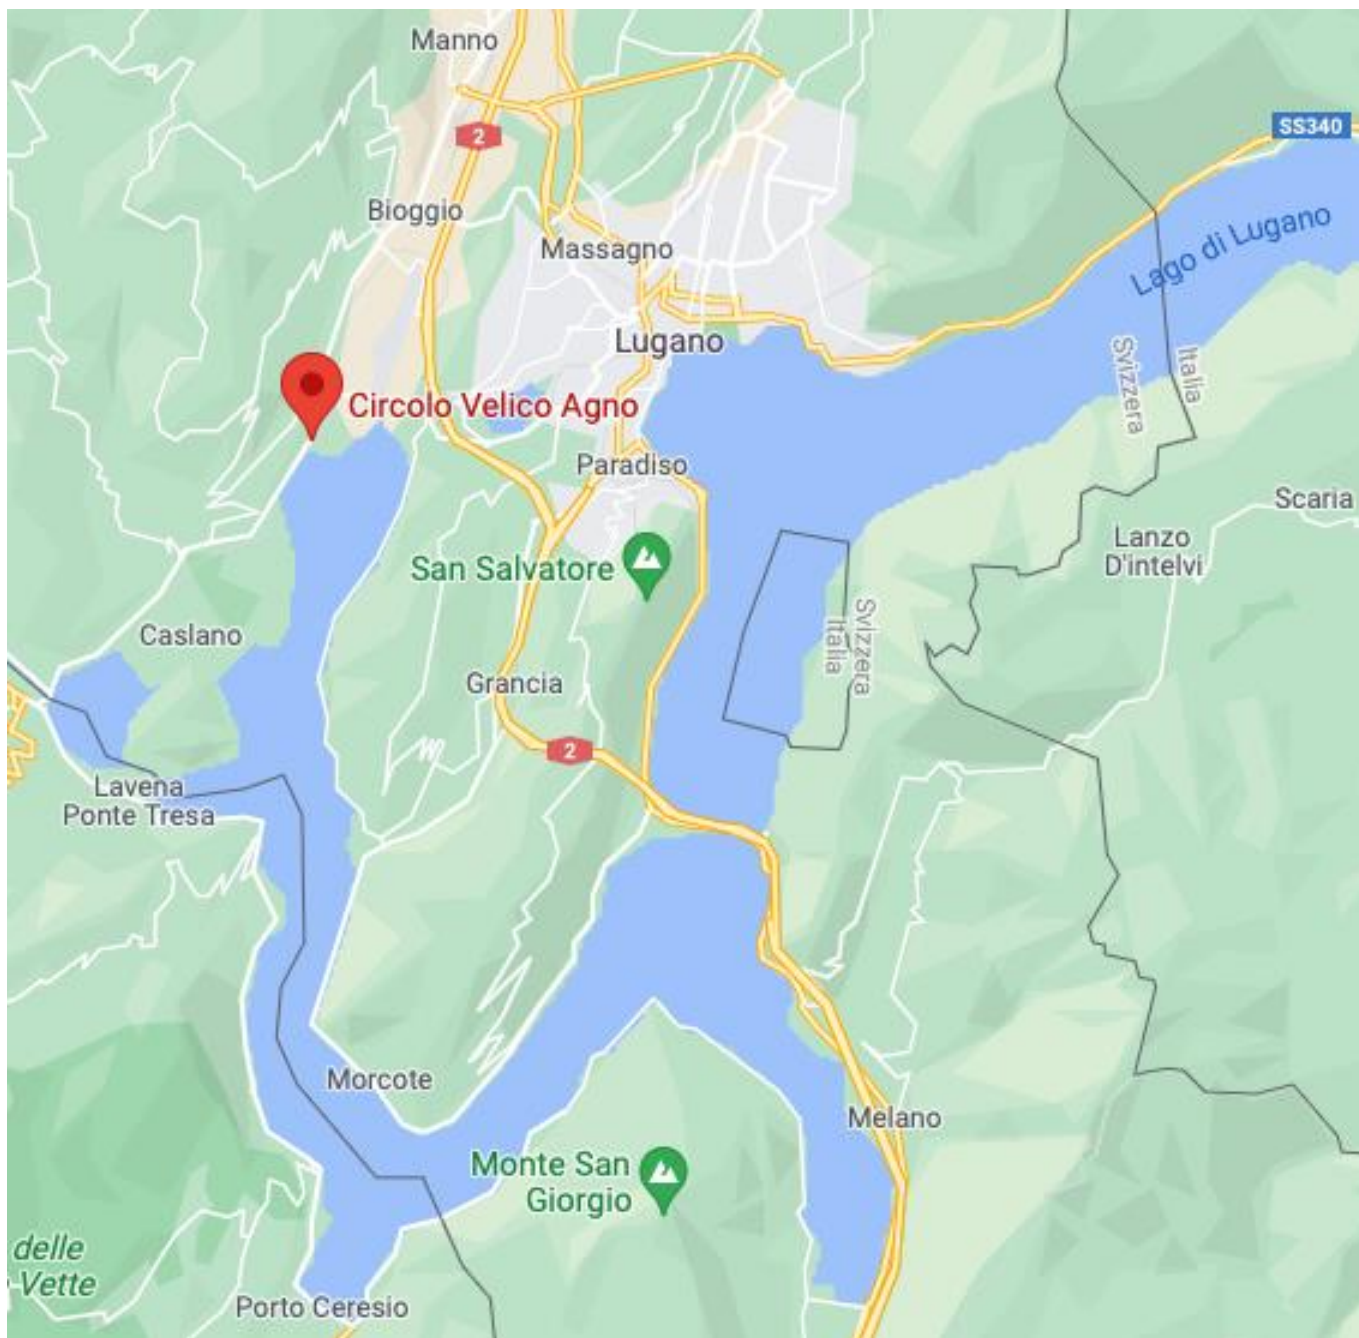 Manno
2
SS340
Bioggio
Massagno
Lago di Lugano
Lugano
Svizzera
Italia
Circolo Velico Agno
Paradiso
Scaria
Lanzo
D'intelvi
San Salvatore
Caslano
Italia
Svizzera
Grancia
2
Lavena
Ponte Tresa
Morcote
Melano
Monte San
Giorgio
delle
Vette
Porto Ceresio